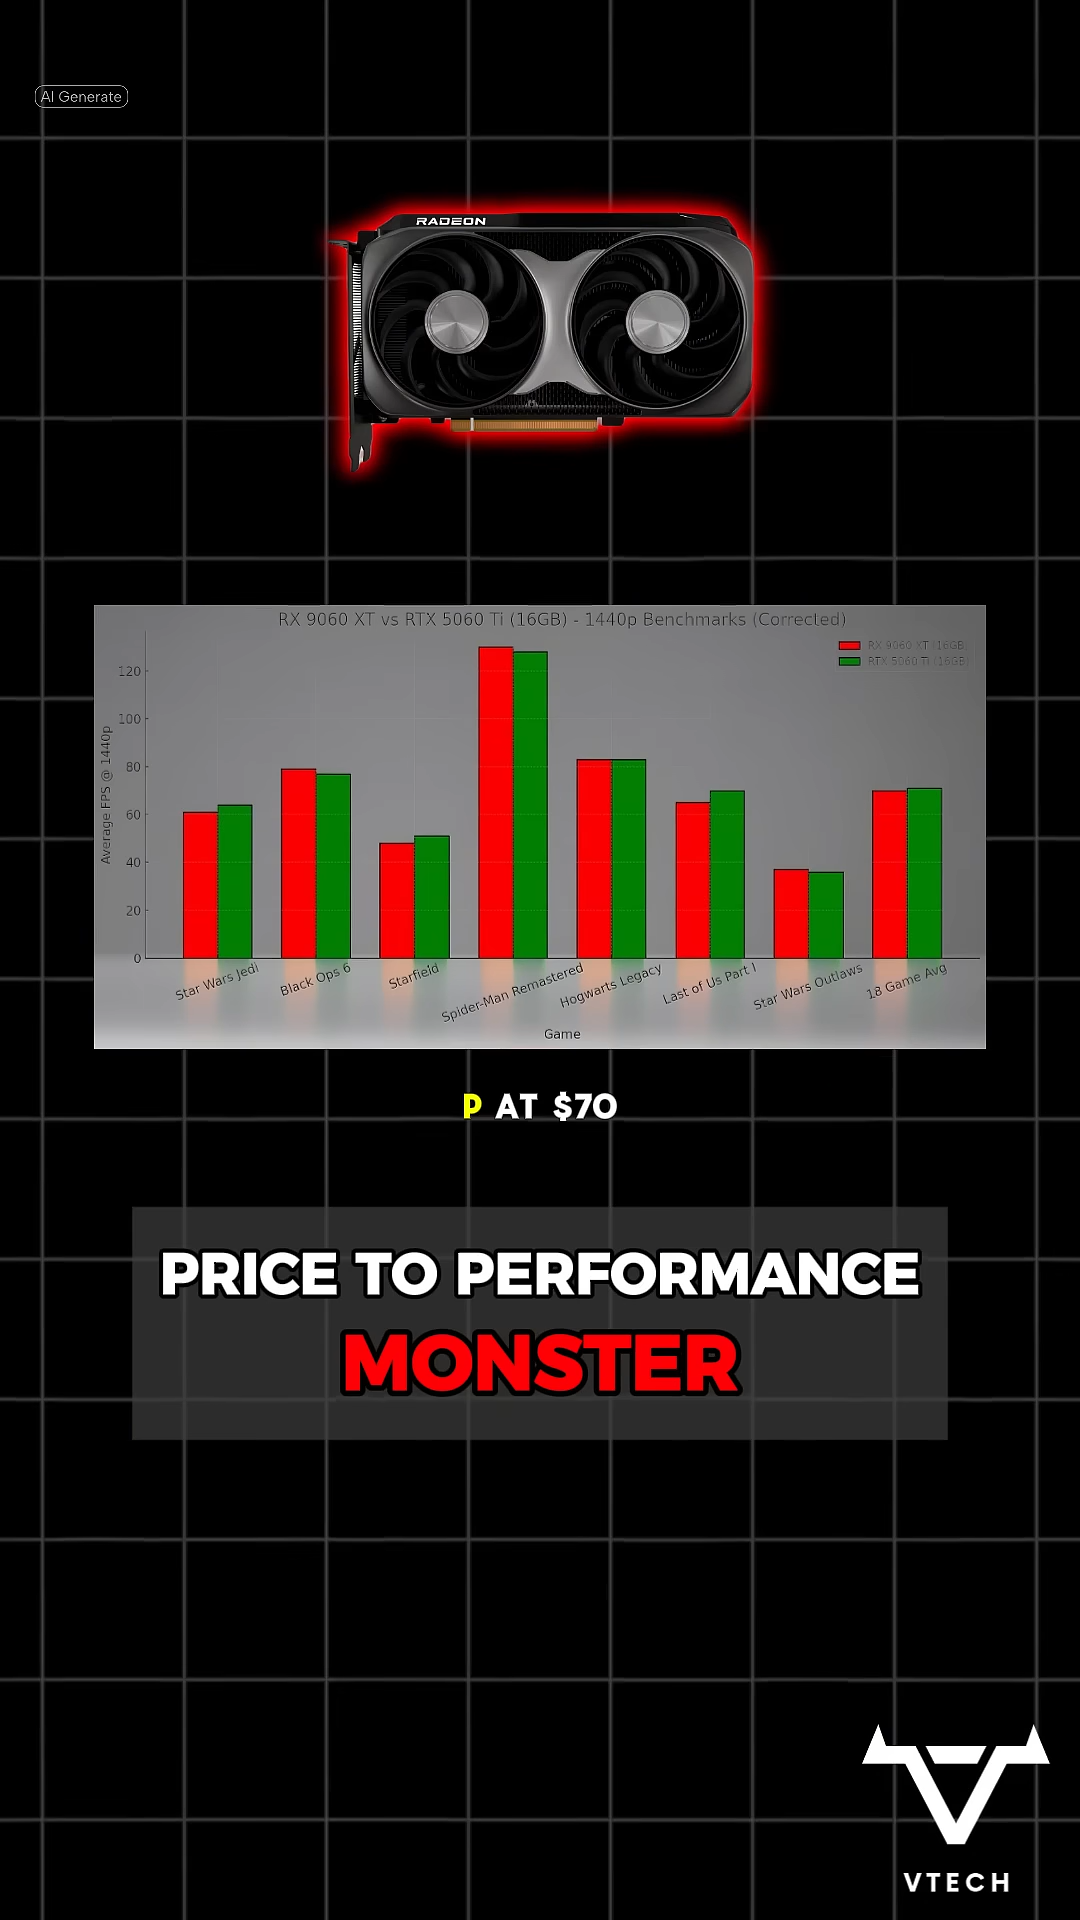 AI Generate
RADEON
RX 9060 XT vs RTX 5060 Ti (16GB) - 1440p Benchmarks (Corrected)
RX 9060 XT (16GB)
RTX 5060 Ti (16GB)
Average FPS @ 1440p
120
100
80
60
40
20
0
Star Wars Jedi
Black Ops 6
Starfield
Spider-Man Remastered
Hogwarts Legacy
Last of Us Part I
Star Wars Outlaws
18 Game Avg
Game
P AT $70
PRICE TO PERFORMANCE
MONSTER
VTECH